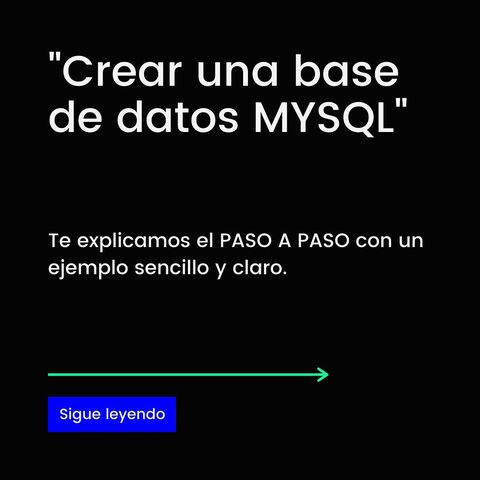 "Crear una base
de datos MYSQL"
Te explicamos el PASO A PASO con un
ejemplo sencillo y claro.
Sigue leyendo